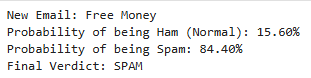 New Email: Free Money
Probability of being Ham (Normal): 15.60%
Probability of being Spam: 84.40%
Final Verdict: SPAM